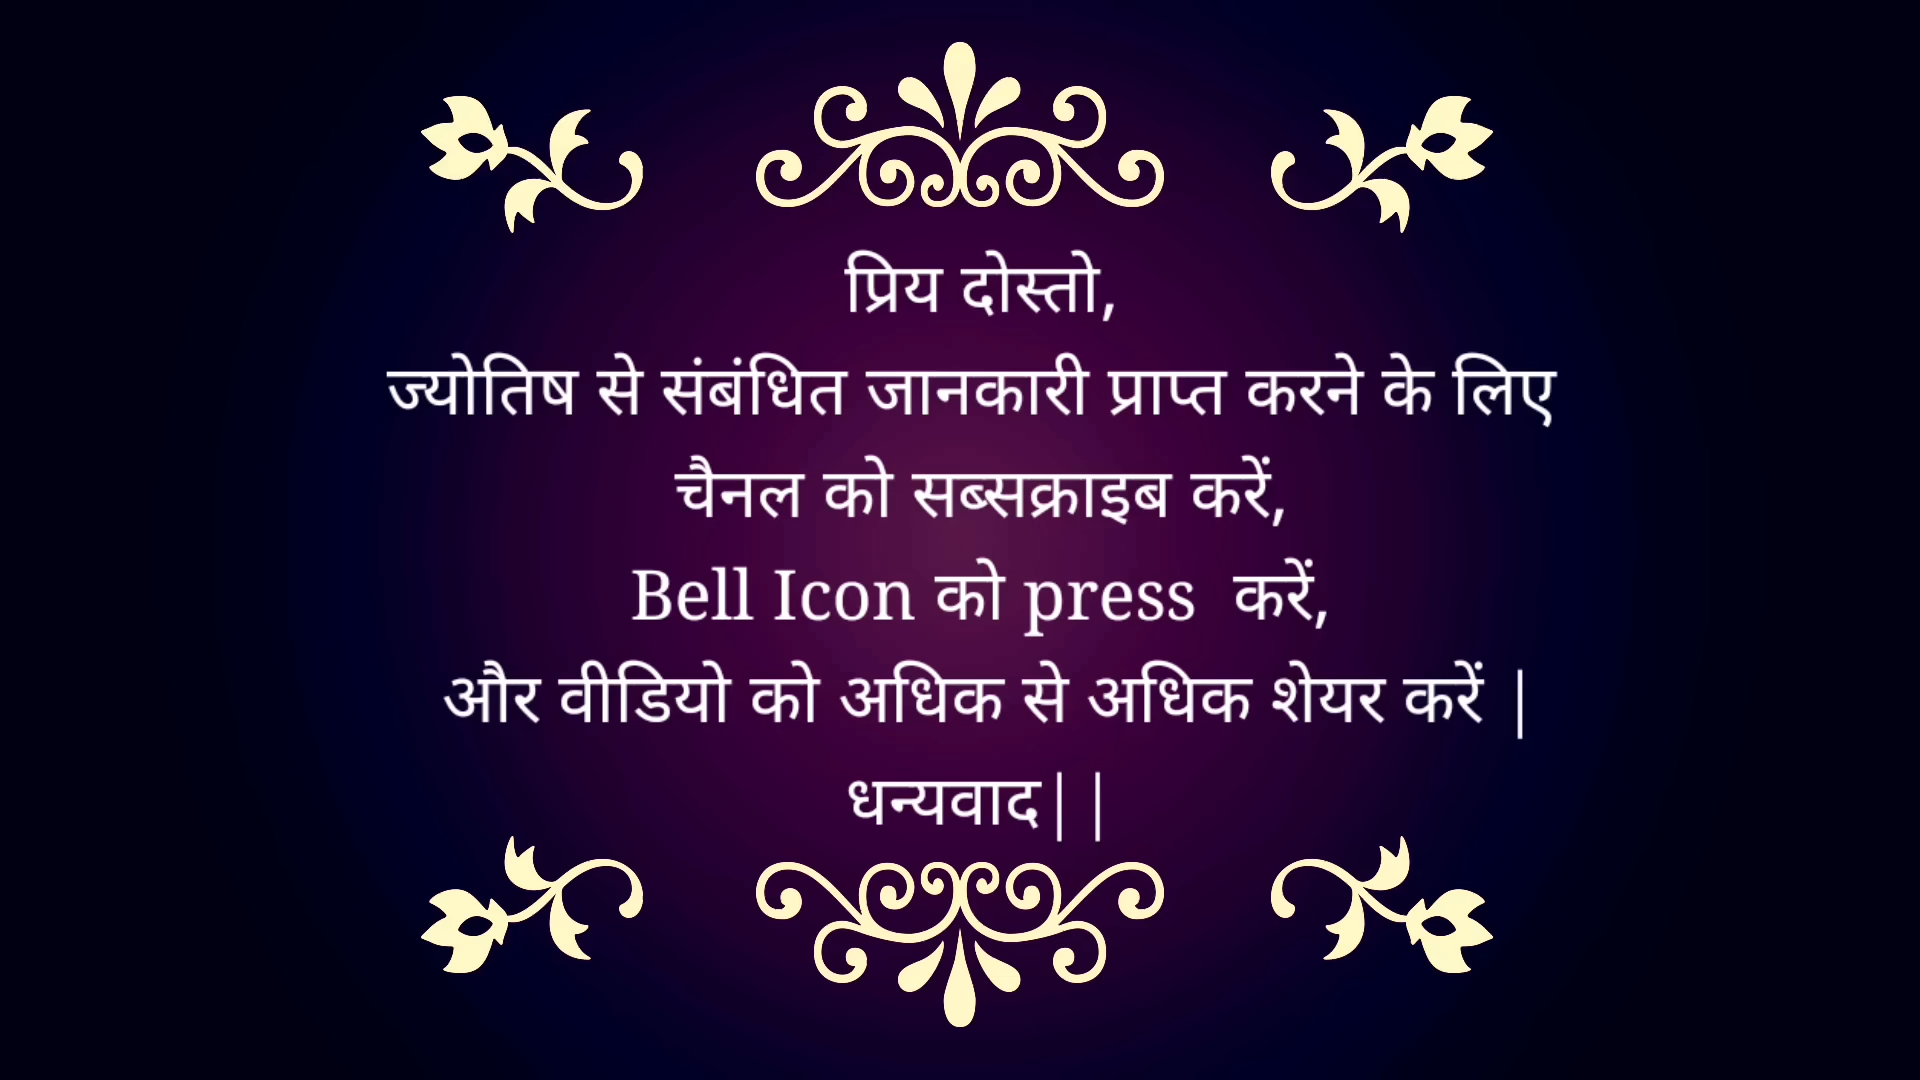 प्रिय दोस्तो,
ज्योतिष से संबंधित जानकारी प्राप्त करने के लिए
चैनल को सब्सक्राइब करें,
Bell Icon को press  करें,
और वीडियो को अधिक से अधिक शेयर करें |
धन्यवाद||